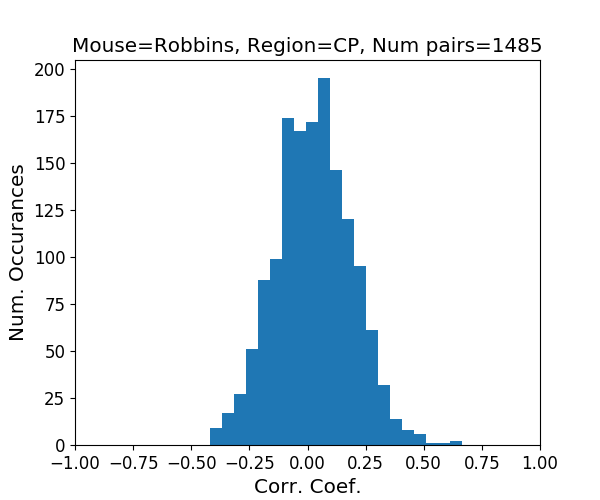 Mouse=Robbins, Region=CP, Num pairs=1485
200
175
150
125
100
75
50
25
0
Num. Occurances
−1.00 −0.75 −0.50 −0.25 0.00 0.25 0.50 0.75 1.00
Corr. Coef.